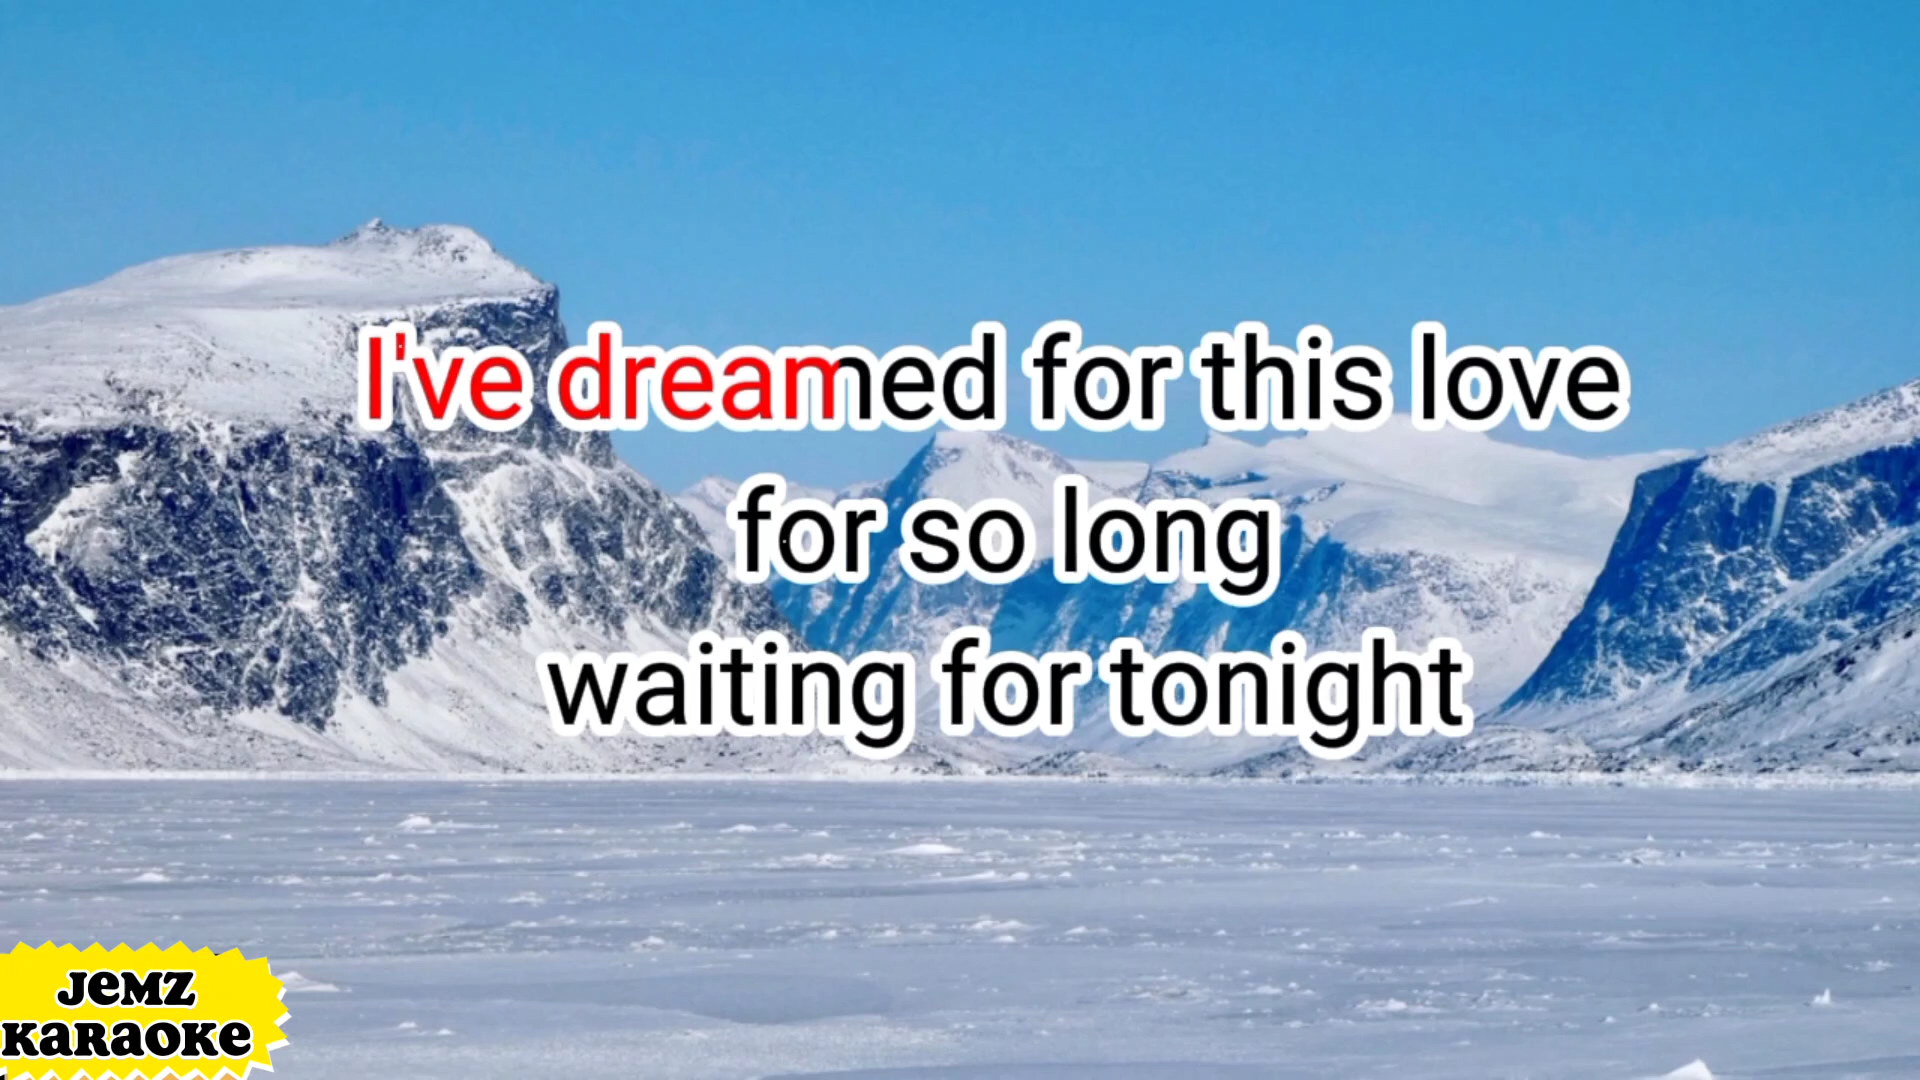 I've dreamed for this love
for so long
waiting for tonight
JEMZ
KARAOKE